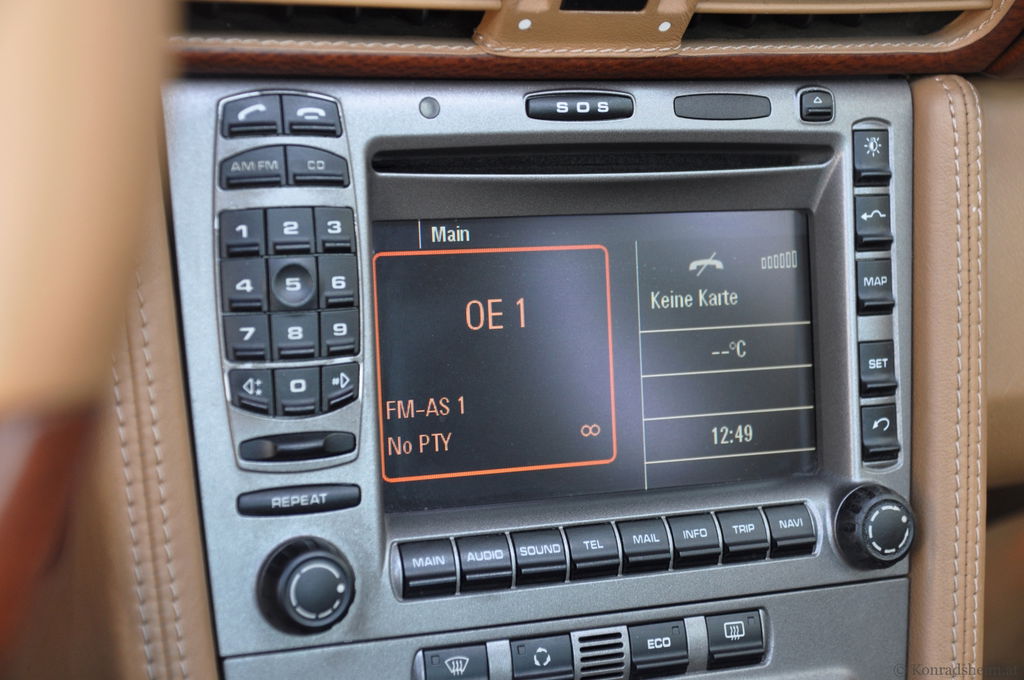 SOS
AM FM CD
1 2 3
4 5 6
7 8 9
* 0 #
REPEAT
Main
OE 1
FM-AS 1
No PTY
∞
Keine Karte
--°C
12:49
MAP
SET
MAIN AUDIO SOUND TEL MAIL INFO TRIP NAVI
ECO
© Konradsheim.at